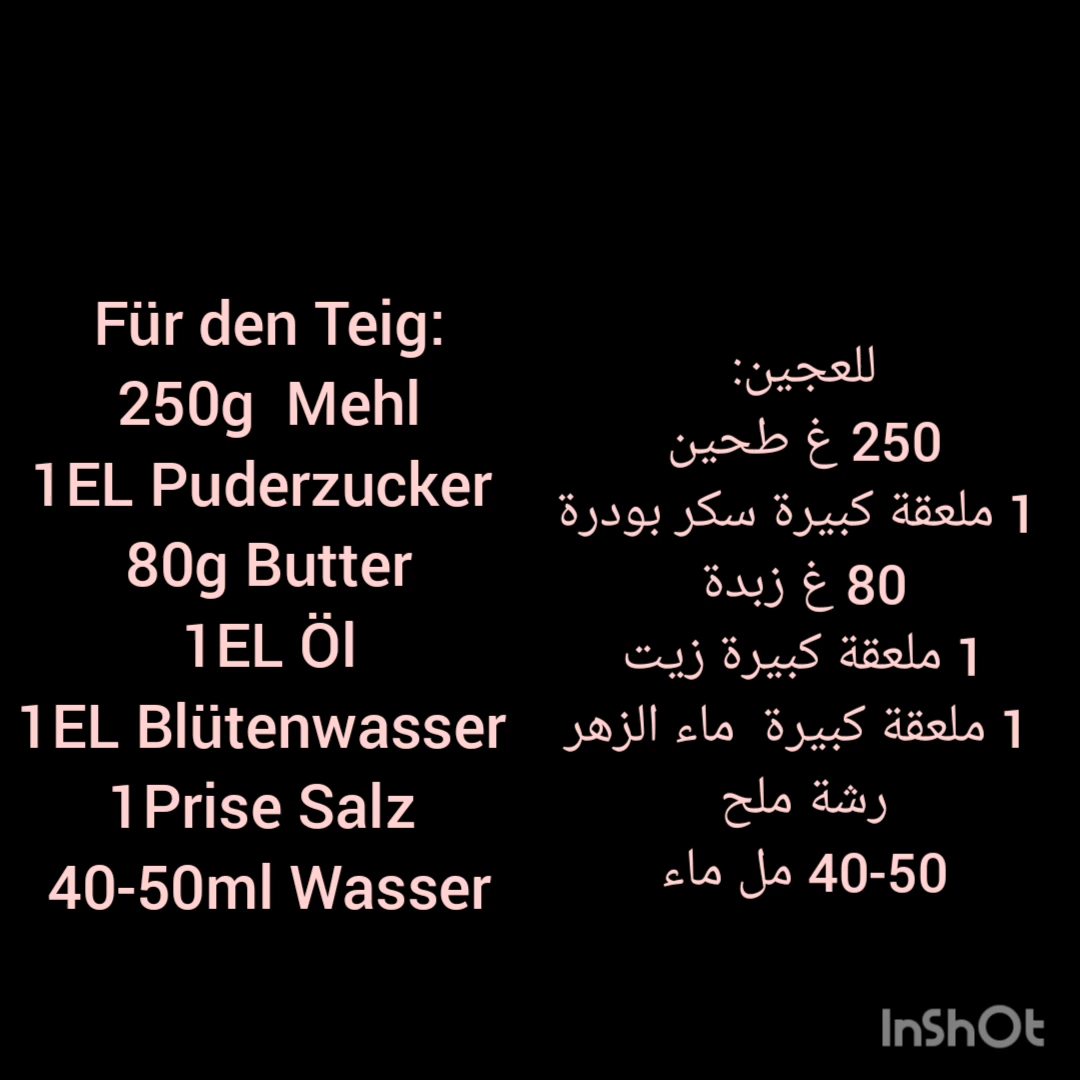 Für den Teig:
250g Mehl
1EL Puderzucker
80g Butter
1EL Öl
1EL Blütenwasser
1Prise Salz
40-50ml Wasser
للعجين:
250 غ طحين
1 ملعقة كبيرة سكر بودرة
80 غ زبدة
1 ملعقة كبيرة زيت
1 ملعقة كبيرة ماء الزهر
رشة ملح
40-50 مل ماء
InShOt